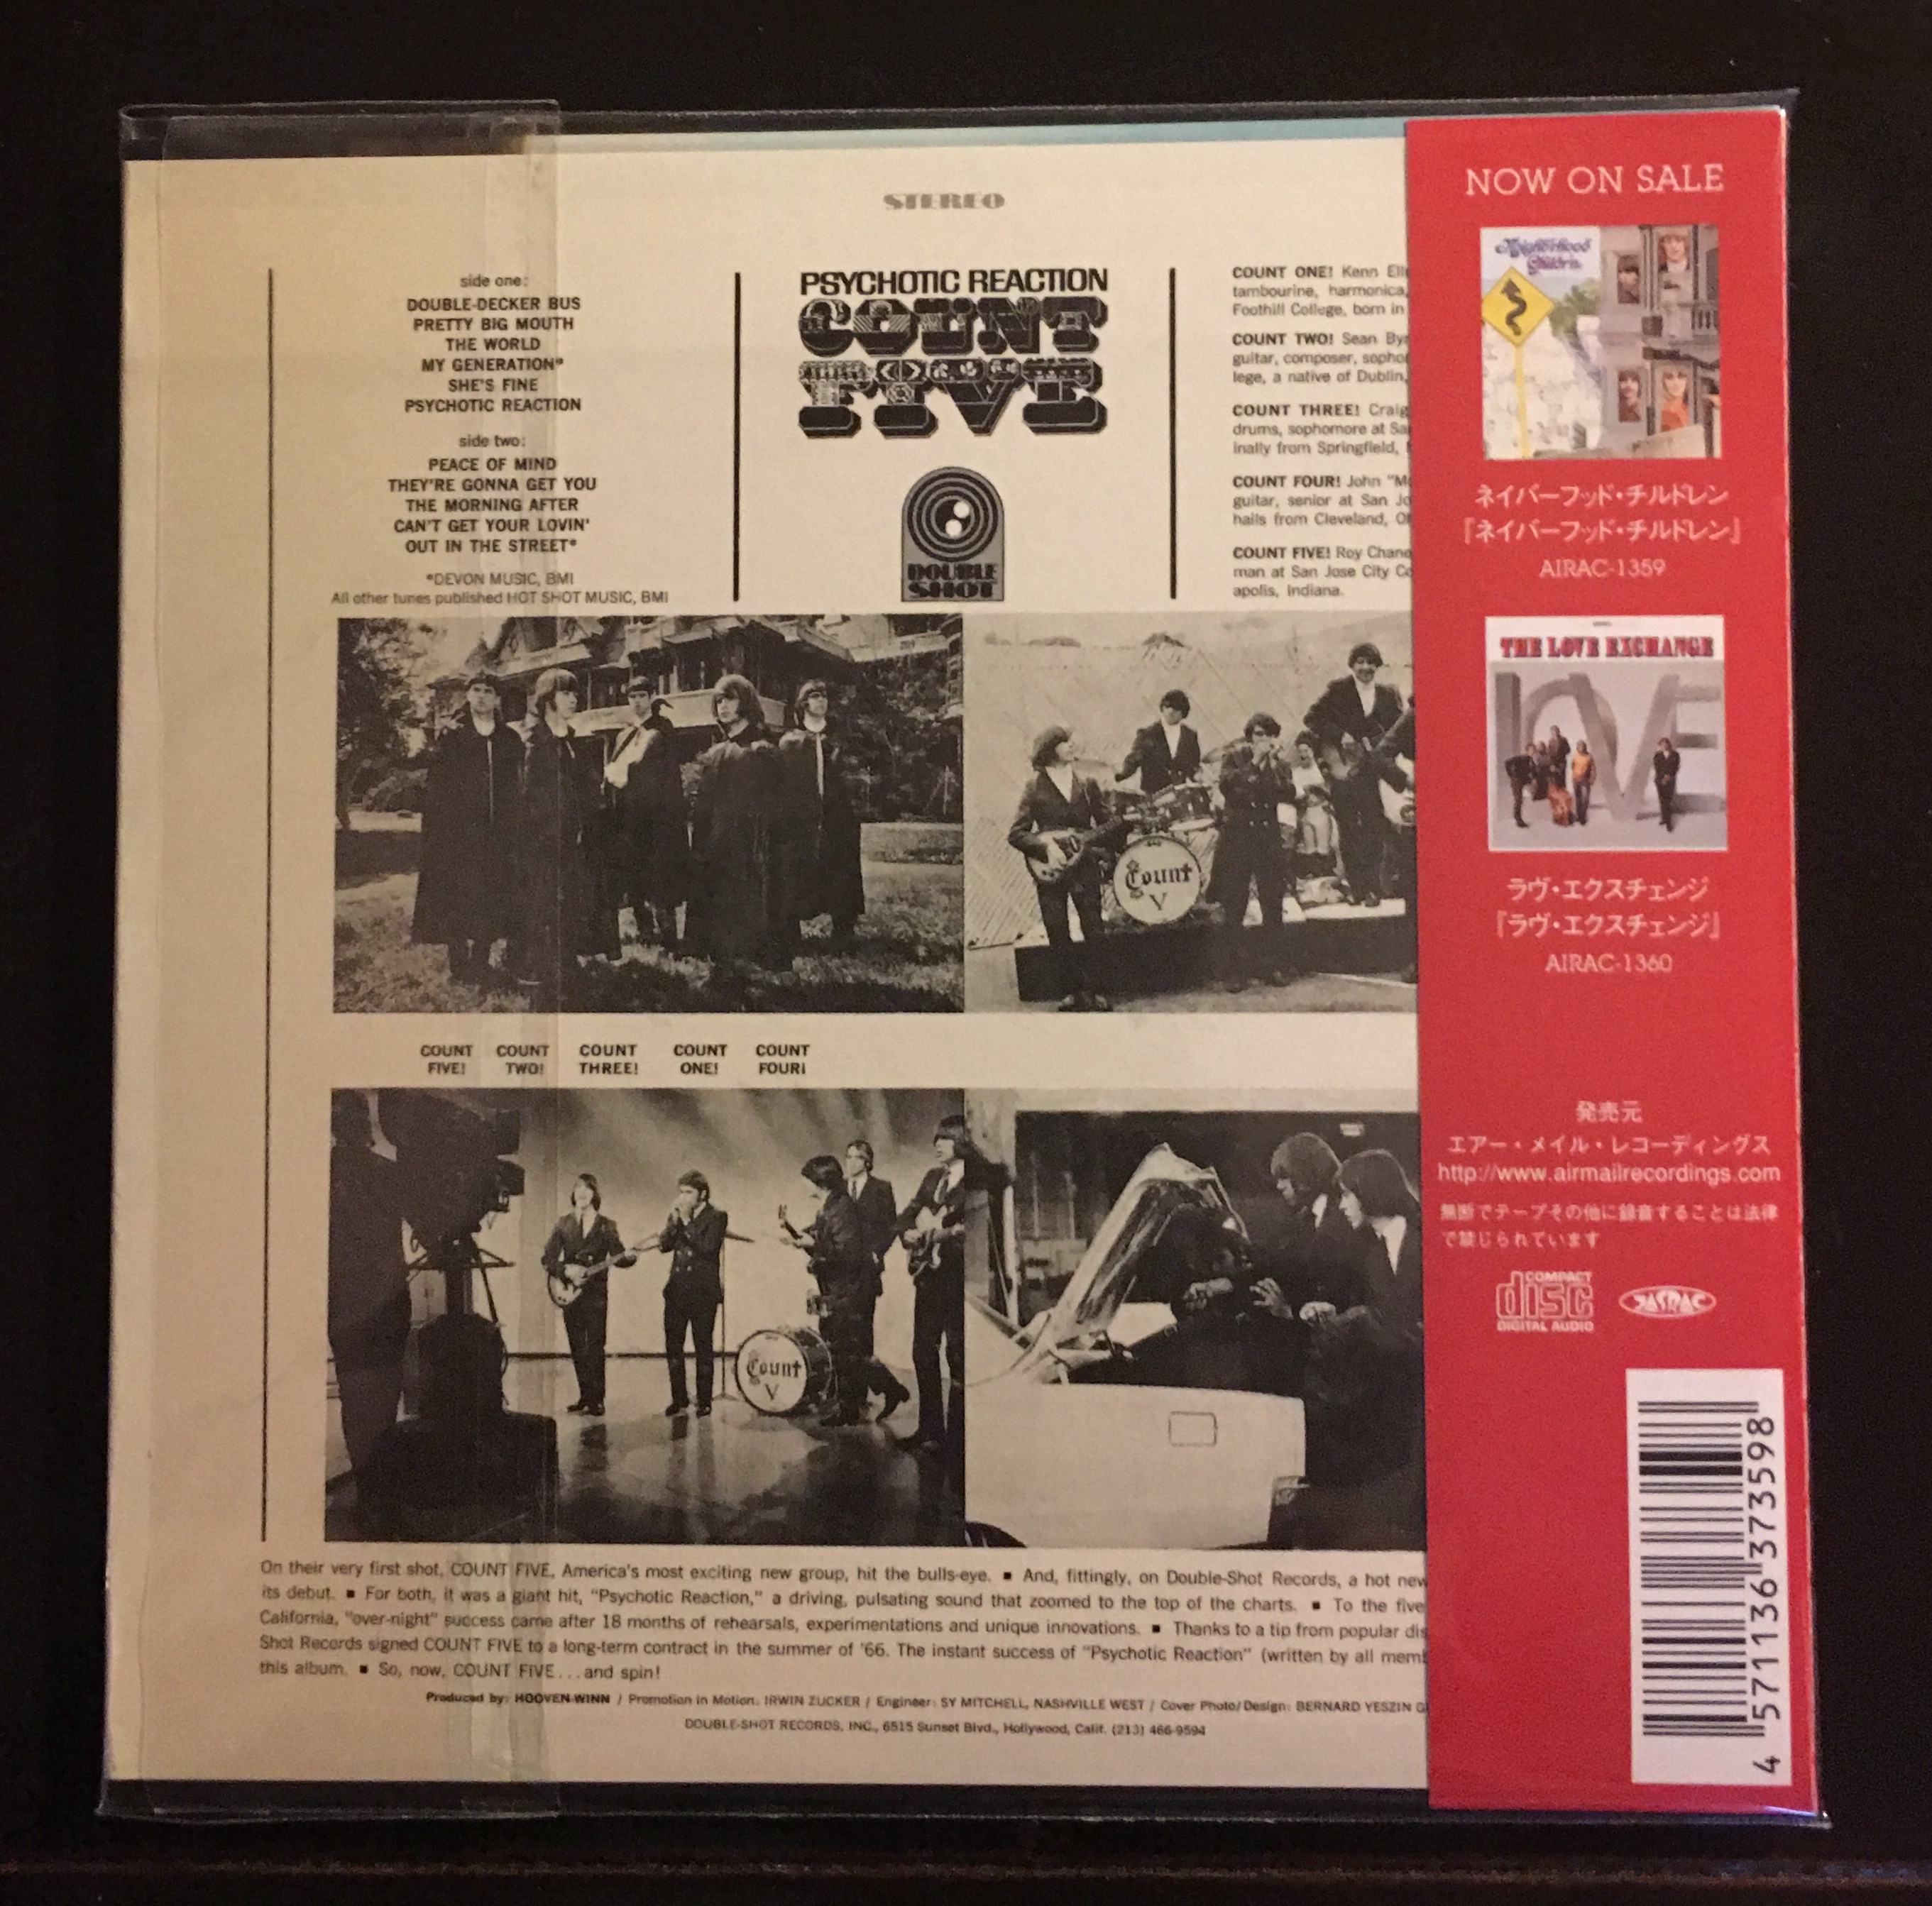 STEREO
side one:
DOUBLE-DECKER BUS
PRETTY BIG MOUTH
THE WORLD
MY GENERATION*
SHE'S FINE
PSYCHOTIC REACTION
side two:
PEACE OF MIND
THEY'RE GONNA GET YOU
THE MORNING AFTER
CAN'T GET YOUR LOVIN'
OUT IN THE STREET*
*DEVON MUSIC, BMI
All other tunes published HOT SHOT MUSIC, BMI
PSYCHOTIC REACTION
COUNT
FIVE
DOUBLE
SHOT
COUNT ONE! Kenn
tambourine, harmonica,
Foothill College, born in
COUNT TWO! Sean
guitar, composer,
lege, a native of Dublin,
COUNT THREE! Craig
drums, sophomore at
inally from Springfield,
COUNT FOUR! John
guitar, senior at San
hails from Cleveland,
COUNT FIVE! Roy
man at San Jose City
apolis, Indiana.
Count
V
COUNT FIVE!
COUNT TWO!
COUNT THREE!
COUNT ONE!
COUNT FOUR!
Count
V
On their very first shot, COUNT FIVE, America's most exciting new group, hit the bulls-eye. ■ And, fittingly, on Double-Shot Records, a hot new
its debut. ■ For both, it was a giant hit, "Psychotic Reaction," a driving, pulsating sound that zoomed to the top of the charts. ■ To the five
California, "over-night" success came after 18 months of rehearsals, experimentations and unique innovations. ■ Thanks to a tip from popular
Shot Records signed COUNT FIVE to a long-term contract in the summer of '66. The instant success of "Psychotic Reaction" (written by all
this album. ■ So, now, COUNT FIVE...and spin!
Produced by: HOOVEN-WINN / Promotion in Motion: IRWIN ZUCKER / Engineer: SY MITCHELL, NASHVILLE WEST / Cover Photo/Design: BERNARD YESZIN
DOUBLE-SHOT RECORDS, INC., 6515 Sunset Blvd., Hollywood, Calif. (213) 466-9594
NOW ON SALE
Neighborhood
Childr'n
ネイバーフッド・チルドレン
『ネイバーフッド・チルドレン』
AIRAC-1359
THE LOVE EXCHANGE
LOVE
ラヴ・エクスチェンジ
『ラヴ・エクスチェンジ』
AIRAC-1360
発売元
エアー・メイル・レコーディングス
http://www.airmailrecordings.com
無断でテープその他に録音することは法律
で禁じられています
COMPACT
disc
DIGITAL AUDIO
JASRAC
4 571136 373598